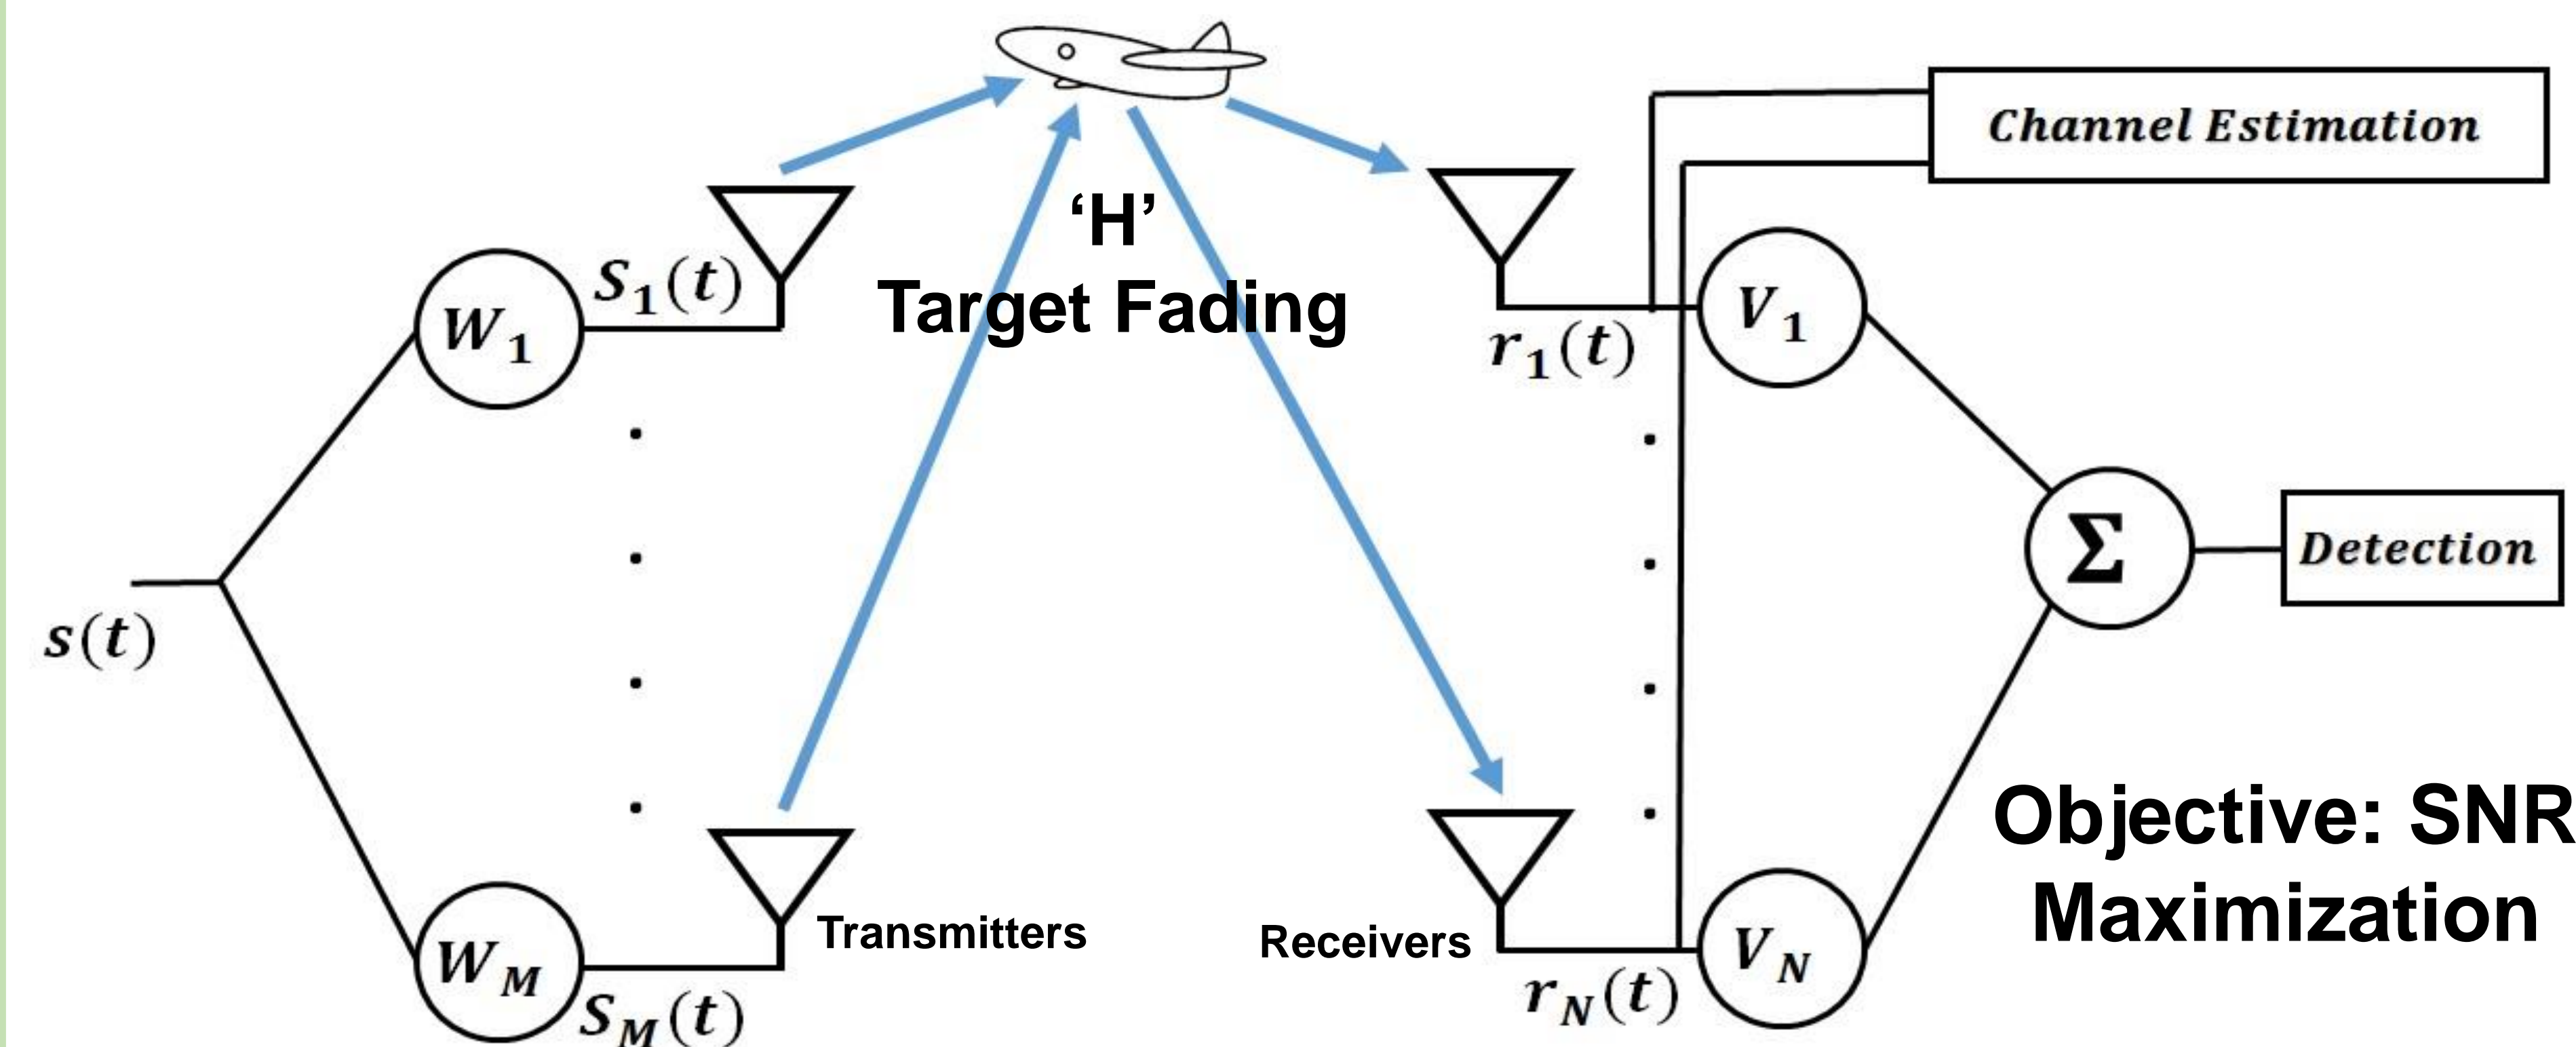 Channel Estimation
‘H’
Target Fading
W₁
S₁(t)
r₁(t)
V₁
s(t)
Σ
Detection
Objective: SNR
Maximization
Transmitters
Receivers
W_M
S_M(t)
r_N(t)
V_N